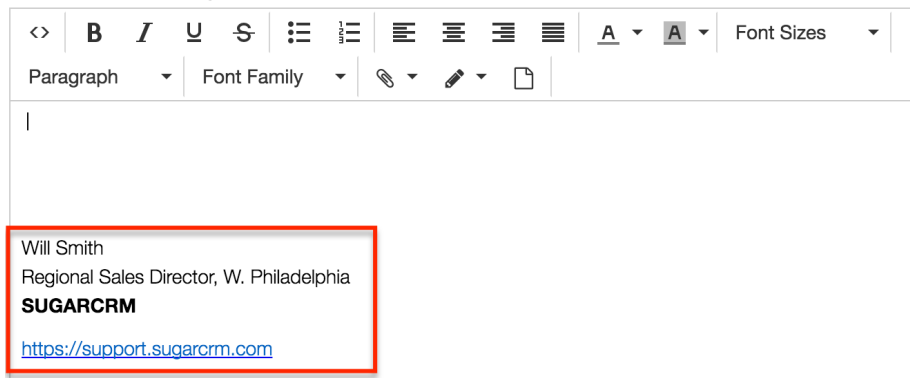 <> B I U S A A Font Sizes
Paragraph Font Family
Will Smith
Regional Sales Director, W. Philadelphia
SUGARCRM
https://support.sugarcrm.com